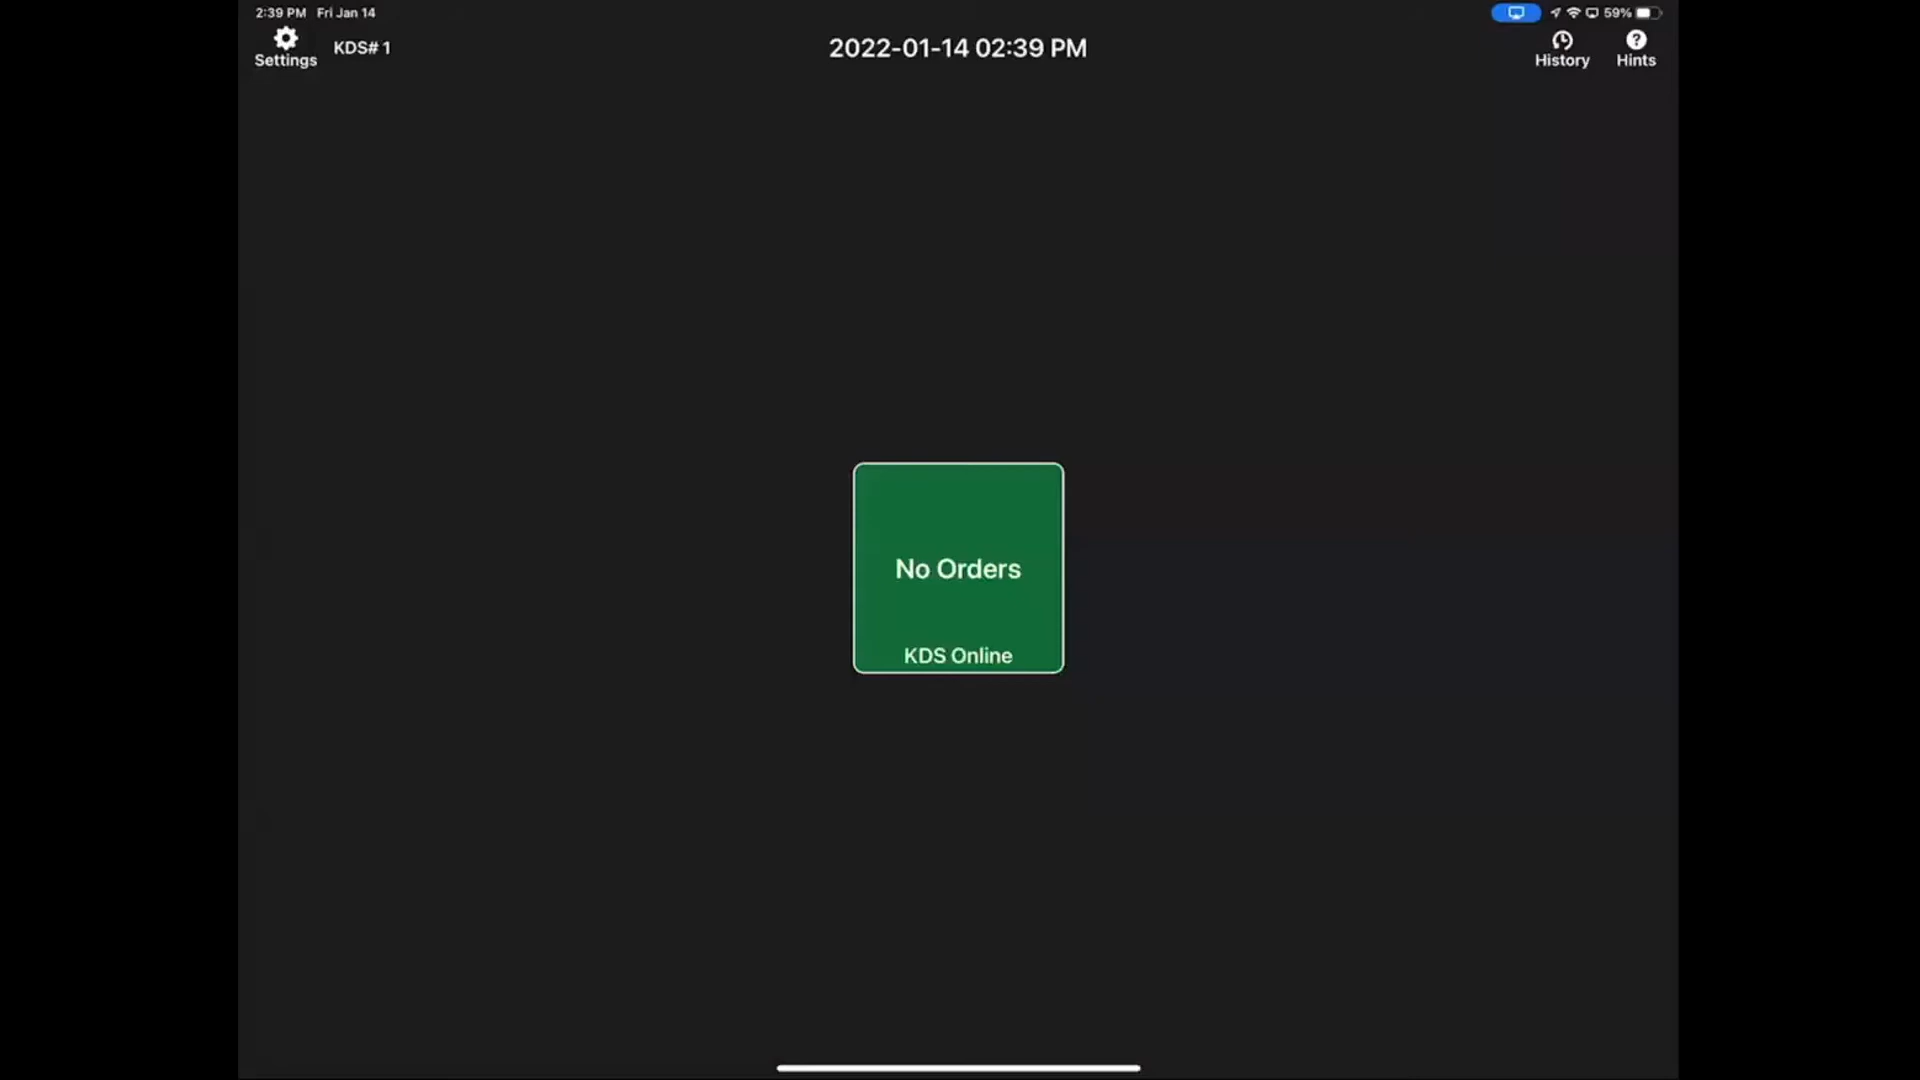 2:39 PM Fri Jan 14
59%
Settings
KDS# 1
2022-01-14 02:39 PM
History
Hints
No Orders
KDS Online